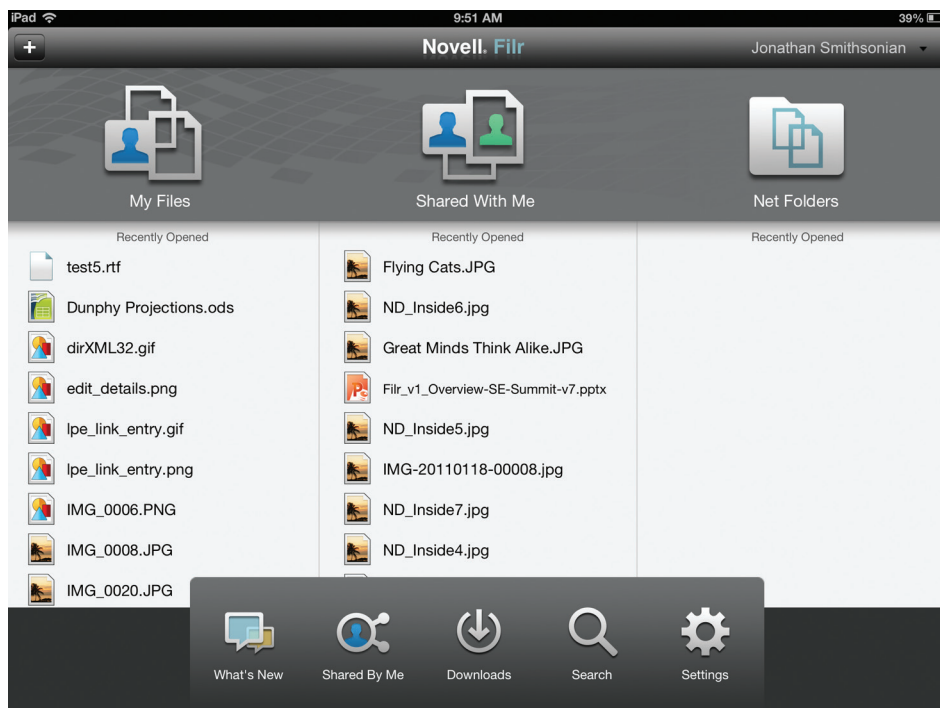 iPad 9:51 AM 39%
+ Novell. Filr Jonathan Smithsonian
My Files Shared With Me Net Folders
Recently Opened Recently Opened Recently Opened
test5.rtf Flying Cats.JPG
Dunphy Projections.ods ND_Inside6.jpg
dirXML32.gif Great Minds Think Alike.JPG
edit_details.png Filr_v1_Overview-SE-Summit-v7.pptx
lpe_link_entry.gif ND_Inside5.jpg
lpe_link_entry.png IMG-20110118-00008.jpg
IMG_0006.PNG ND_Inside7.jpg
IMG_0008.JPG ND_Inside4.jpg
IMG_0020.JPG
What's New Shared By Me Downloads Search Settings